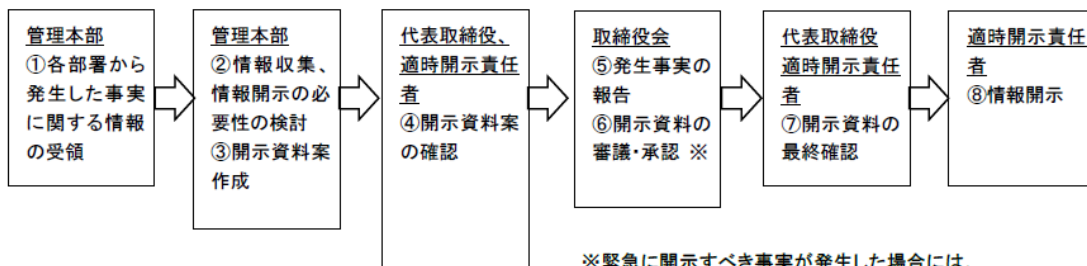 管理本部
①各部署から
発生した事実
に関する情報
の受領
管理本部
②情報収集、
情報開示の必
要性の検討
③開示資料案
作成
代表取締役、
適時開示責任
者
④開示資料案
の確認
取締役会
⑤発生事実の
報告
⑥開示資料の
審議・承認 ※
代表取締役
適時開示責任
者
⑦開示資料の
最終確認
適時開示責任
者
⑧情報開示
※緊急に開示すべき事実が発生した場合には、